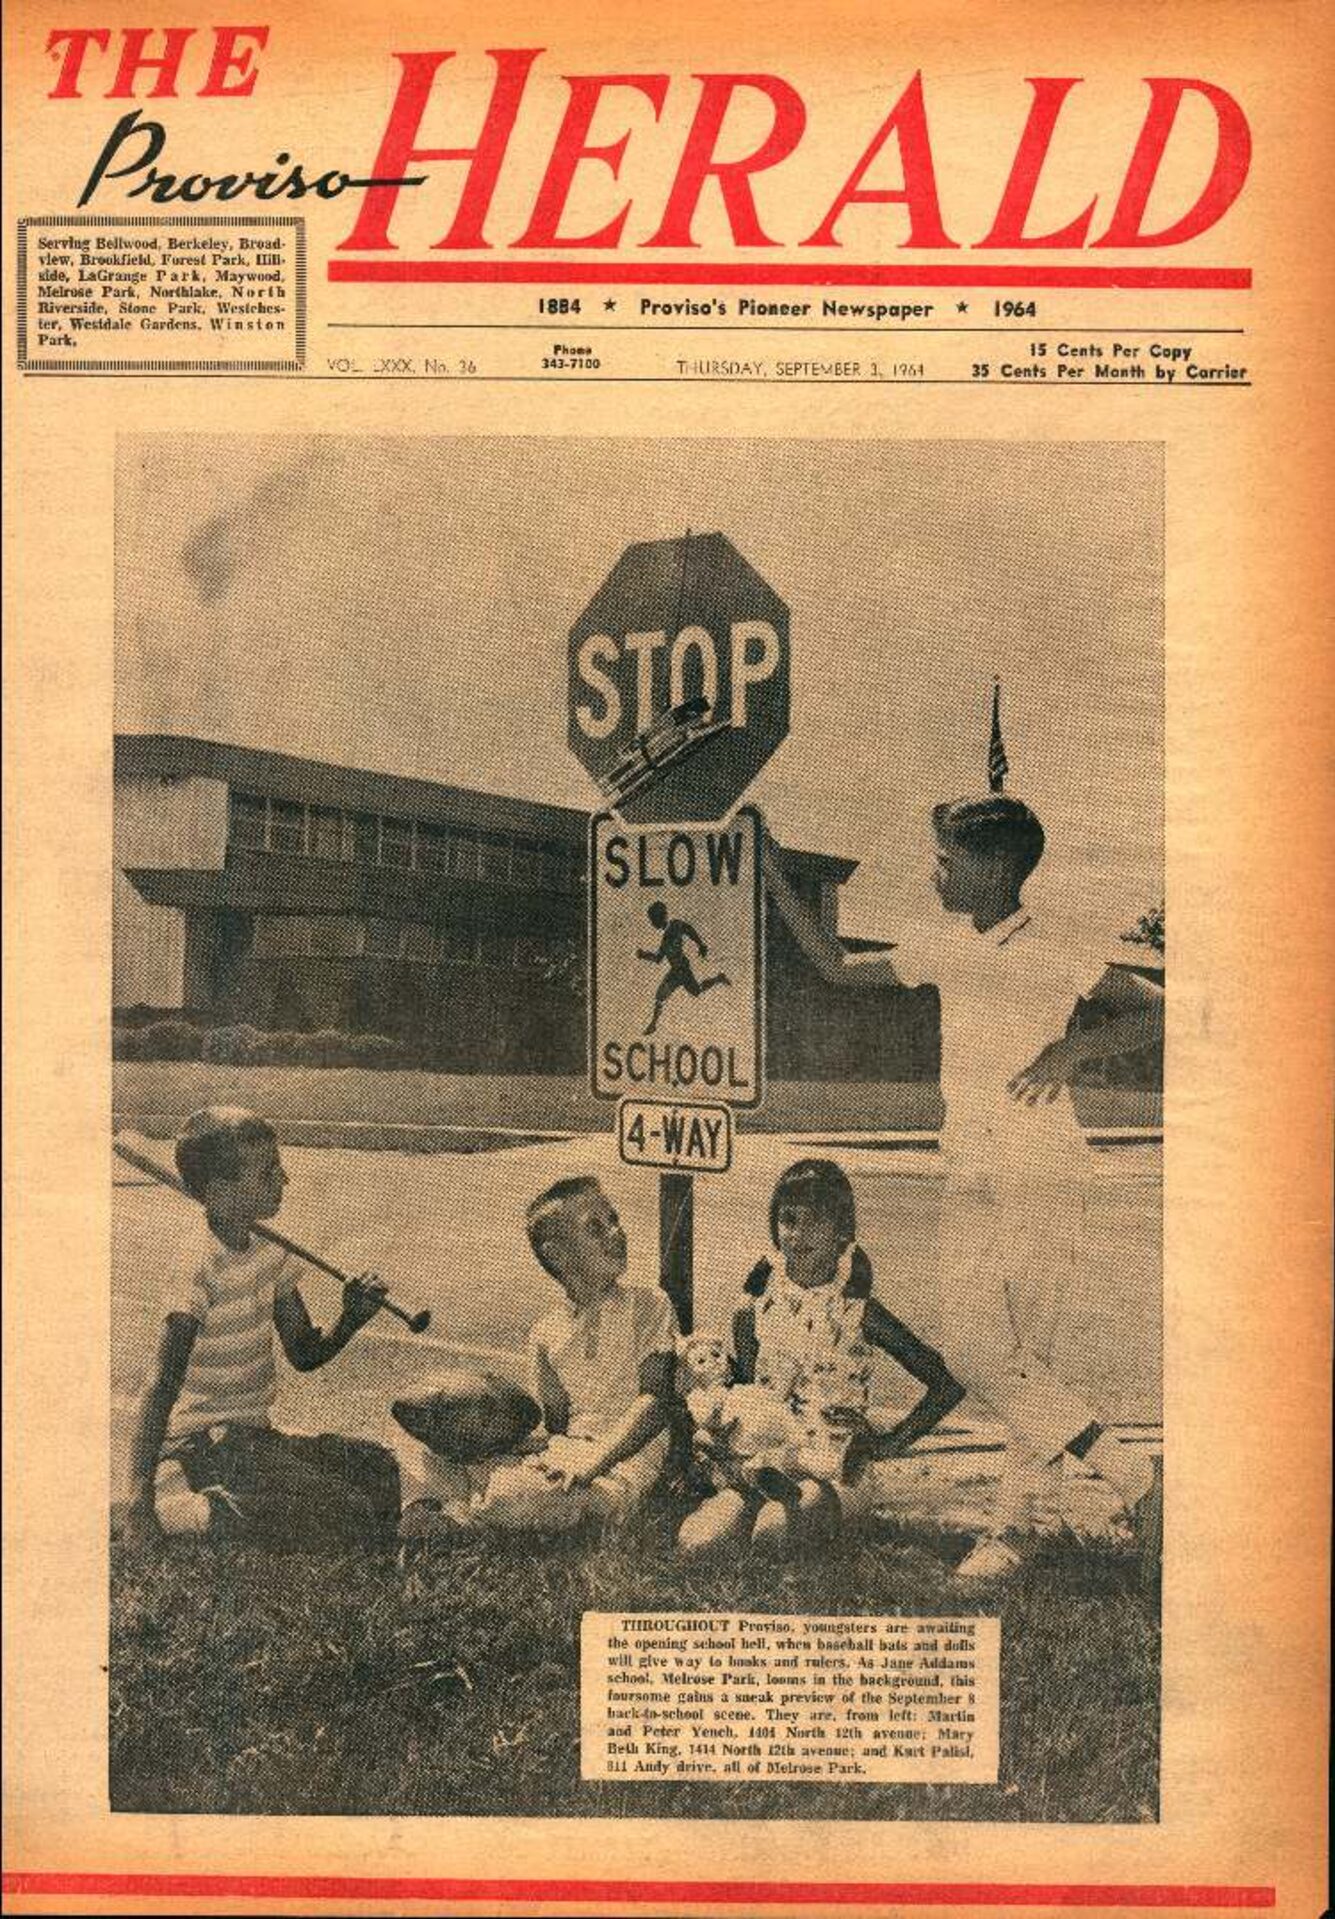 THE
Proviso HERALD
Serving Bellwood, Berkeley, Broad-
view, Brookfield, Forest Park, Hill-
side, LaGrange Park, Maywood,
Melrose Park, Northlake, North
Riverside, Stone Park, Westches-
ter, Westdale Gardens, Winston
Park.
1884 ★ Proviso's Pioneer Newspaper ★ 1964
VOL. LXXX, No. 36
Phone
343-7100
THURSDAY, SEPTEMBER 3, 1964
15 Cents Per Copy
35 Cents Per Month by Carrier
STOP
SLOW
SCHOOL
4-WAY
THROUGHOUT Proviso, youngsters are awaiting
the opening school bell, when baseball bats and dolls
will give way to books and rulers. As Jane Addams
school, Melrose Park, looms in the background, this
foursome gains a sneak preview of the September 8
back-to-school scene. They are, from left: Martin
and Peter Yench, 1404 North 12th avenue; Mary
Beth King, 1414 North 12th avenue; and Kurt Palisi,
811 Andy drive, all of Melrose Park.